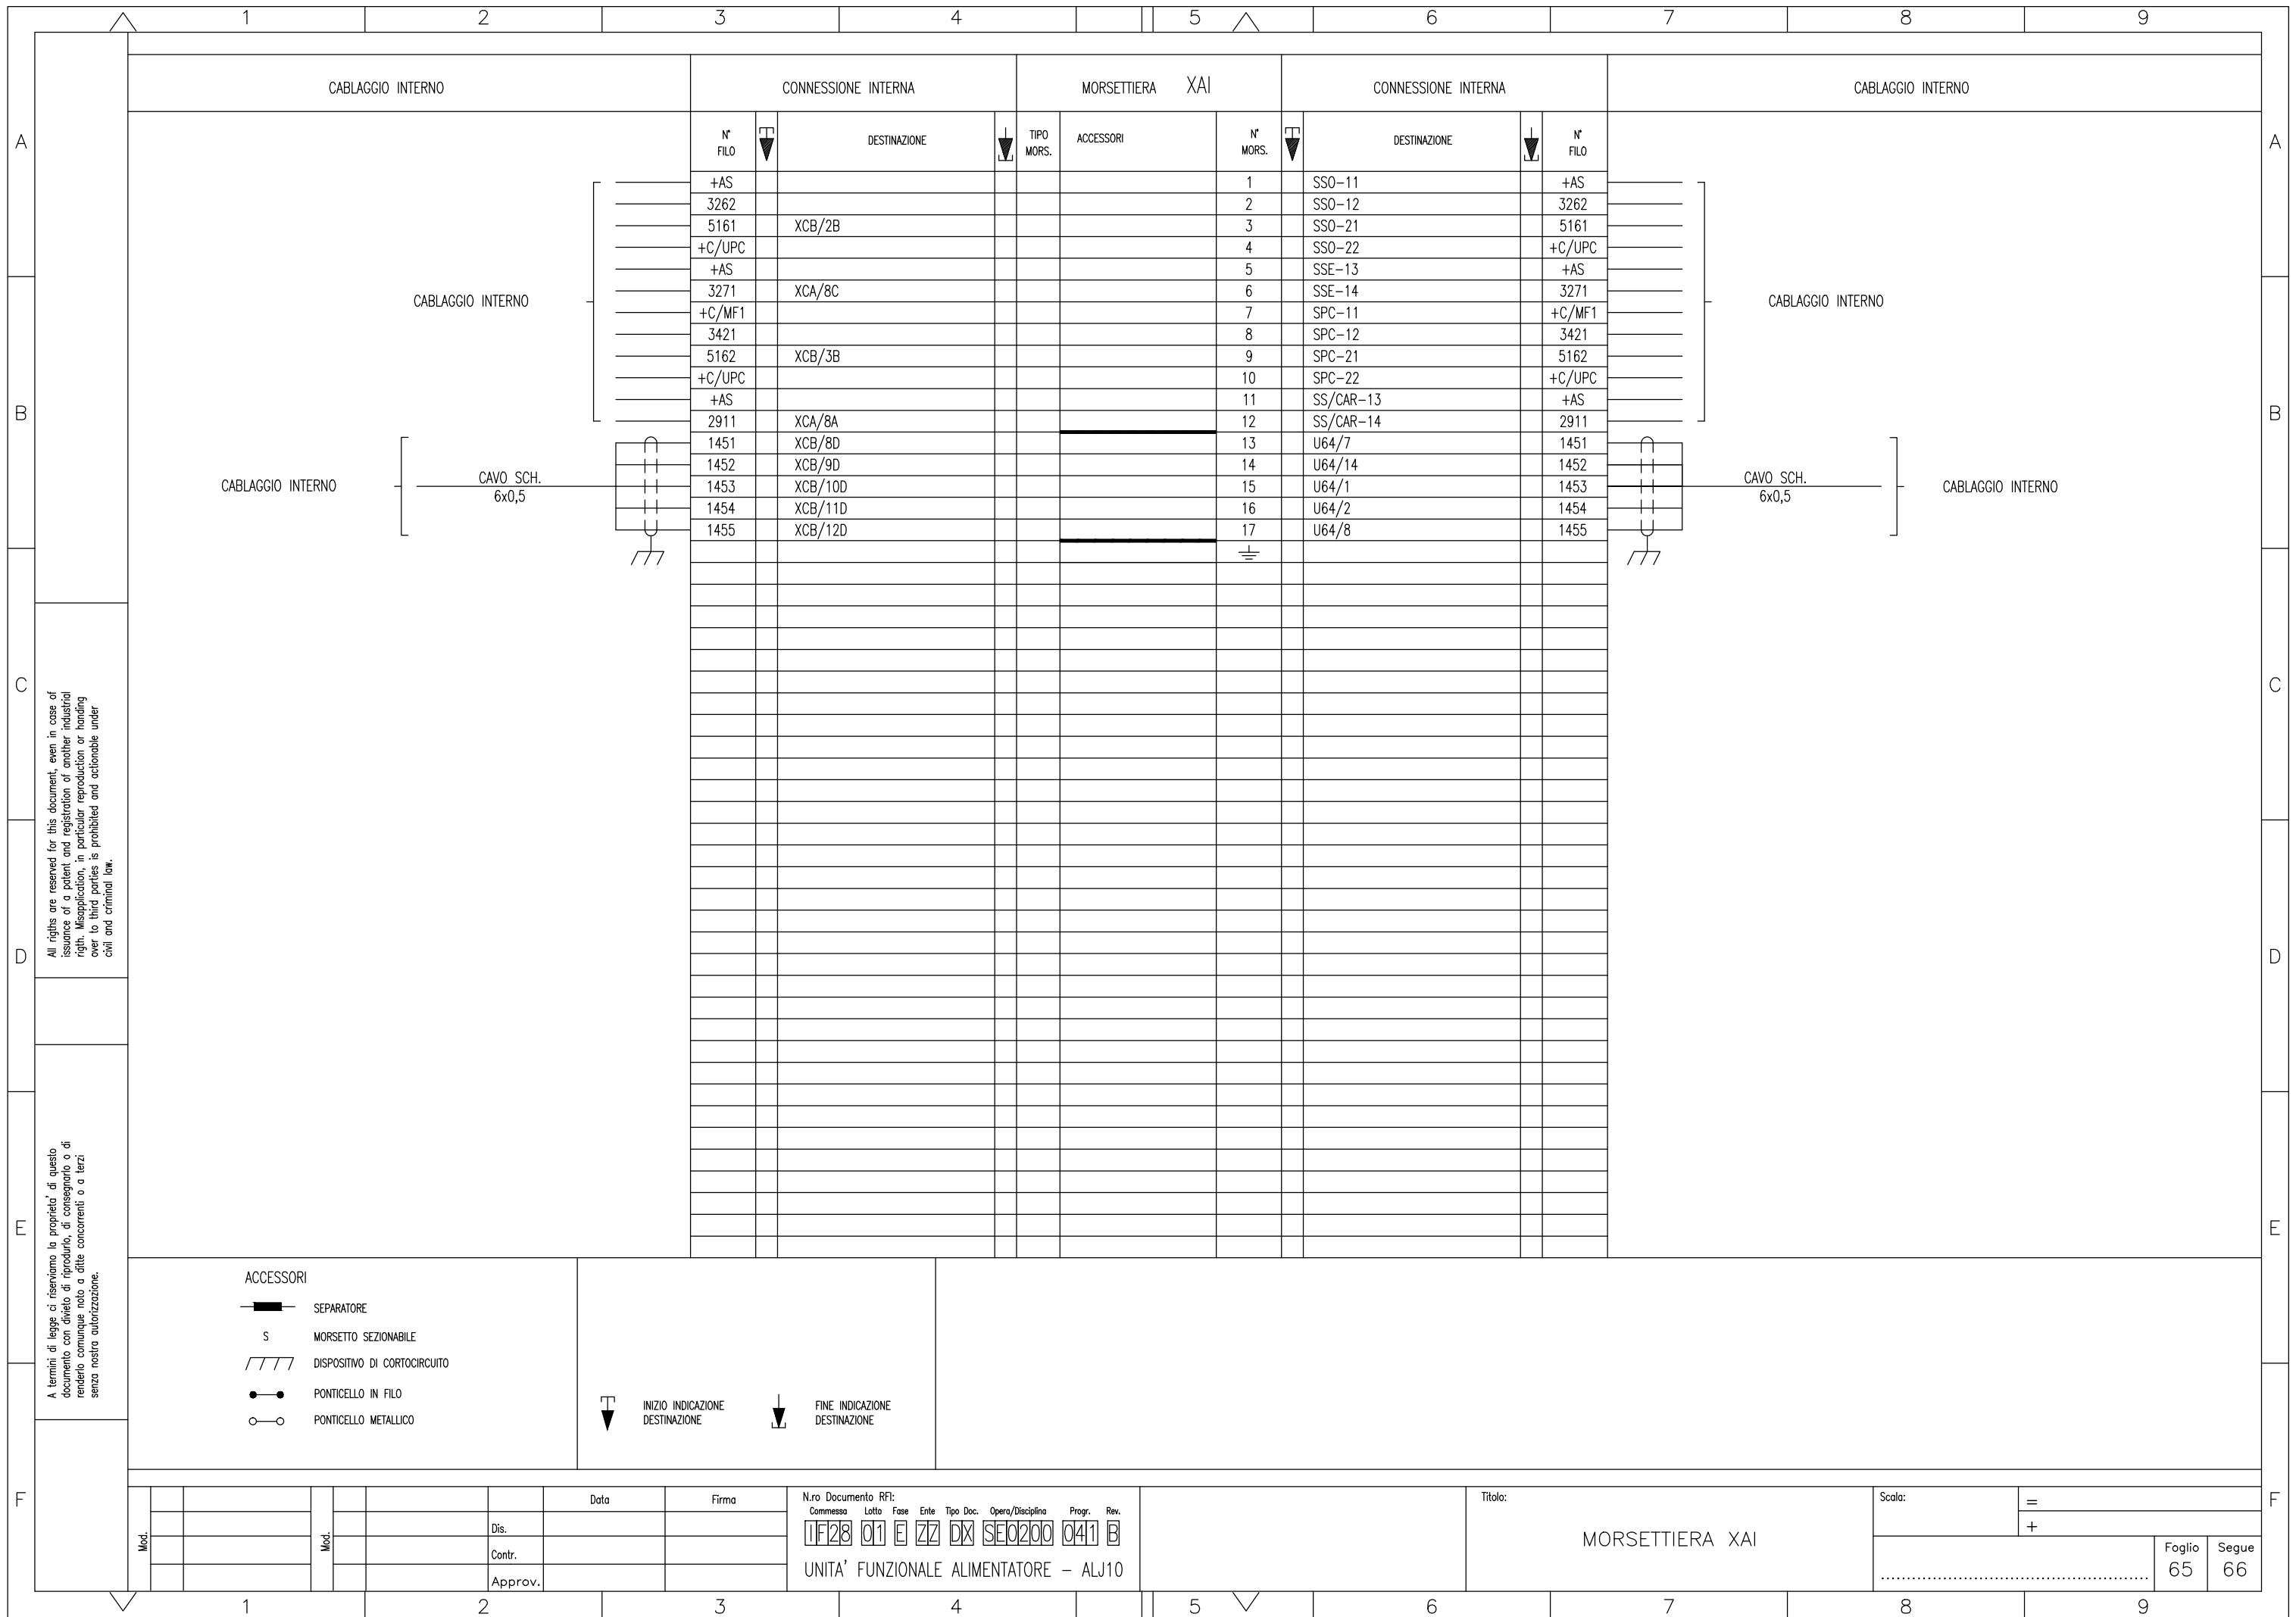 1 2 3 4 5 6 7 8 9
CABLAGGIO INTERNO CONNESSIONE INTERNA MORSETTIERA XAI CONNESSIONE INTERNA CABLAGGIO INTERNO
A A
N° FILO DESTINAZIONE TIPO MORS. ACCESSORI N° MORS. DESTINAZIONE N° FILO
+AS 1 SSO-11 +AS
3262 2 SSO-12 3262
5161 XCB/2B 3 SSO-21 5161
+C/UPC 4 SSO-22 +C/UPC
+AS 5 SSE-13 +AS
3271 XCA/8C 6 SSE-14 3271
CABLAGGIO INTERNO CABLAGGIO INTERNO
+C/MF1 7 SPC-11 +C/MF1
3421 8 SPC-12 3421
5162 XCB/3B 9 SPC-21 5162
+C/UPC 10 SPC-22 +C/UPC
+AS 11 SS/CAR-13 +AS
B B
2911 XCA/8A 12 SS/CAR-14 2911
1451 XCB/8D 13 U64/7 1451
1452 XCB/9D 14 U64/14 1452
CABLAGGIO INTERNO CAVO SCH. 6x0,5 1453 XCB/10D 15 U64/1 1453 CAVO SCH. 6x0,5 CABLAGGIO INTERNO
1454 XCB/11D 16 U64/2 1454
1455 XCB/12D 17 U64/8 1455
C C
All rigths are reserved for this document, even in case of
issuance of a patent and registration of another industrial
rigth. Misapplication, in particular reproduction or handing
over to third parties is prohibited and actionable under
civil and criminal law.
D D
A termini di legge ci riserviamo la proprieta' di questo
documento con divieto di riprodurlo, di consegnarlo o di
renderlo comunque noto a ditte concorrenti o a terzi
senza nostra autorizzazione.
E E
ACCESSORI
SEPARATORE
S MORSETTO SEZIONABILE
DISPOSITIVO DI CORTOCIRCUITO
PONTICELLO IN FILO
PONTICELLO METALLICO
INIZIO INDICAZIONE
DESTINAZIONE
FINE INDICAZIONE
DESTINAZIONE
F F
Mod. Mod.
Data Firma
Dis.
Contr.
Approv.
N.ro Documento RFI:
Commessa Lotto Fase Ente Tipo Doc. Opera/Disciplina Progr. Rev.
IF28 01 E ZZ DX SE0200 041 B
UNITA' FUNZIONALE ALIMENTATORE - ALJ10
Titolo:
MORSETTIERA XAI
Scala:
=
+
Foglio Segue
65 66
1 2 3 4 5 6 7 8 9